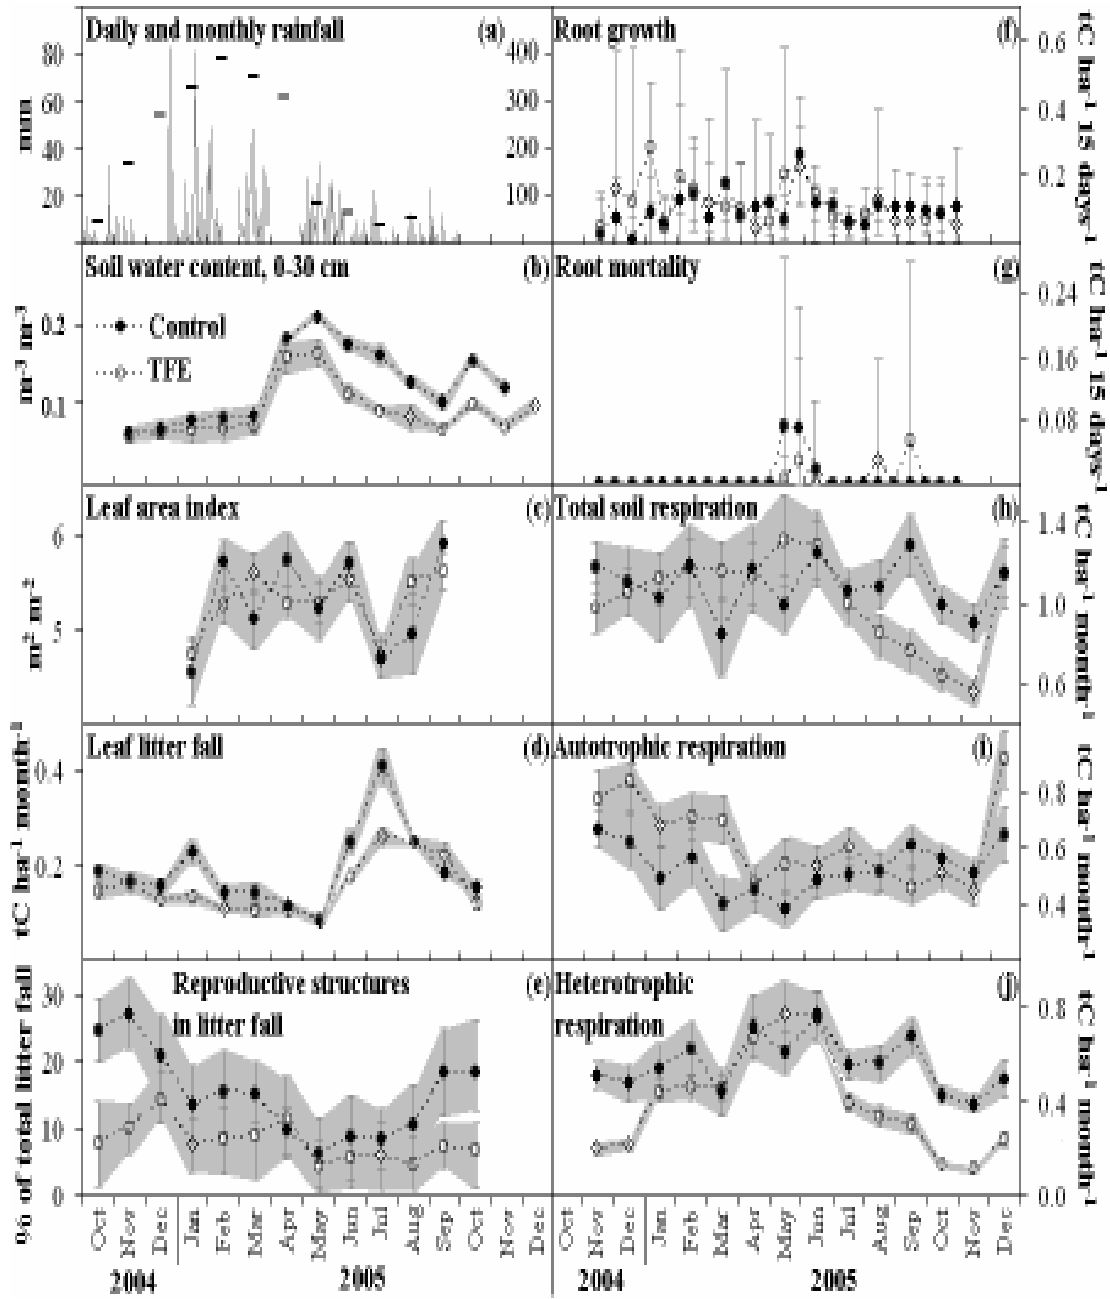 Daily and monthly rainfall (a)
80
60
40
20
mm
400
300
200
100
Root growth (f)
0.6
0.4
0.2
tC ha-1 15 days-1
Soil water content, 0-30 cm (b)
0.2
0.1
m-3 m-3
Control
TFE
Root mortality (g)
0.24
0.16
0.08
tC ha-1 15 days-1
Leaf area index (c)
6
5
m2 m-2
Total soil respiration (h)
1.4
1.0
0.6
tC ha-1 month-1
Leaf litter fall (d)
0.4
0.2
tC ha-1 month-1
Autotrophic respiration (i)
0.8
0.6
0.4
tC ha-1 month-1
Reproductive structures (e)
in litter fall
30
20
10
0
% of total litter fall
Heterotrophic (j)
respiration
0.8
0.4
0.0
tC ha-1 month-1
Oct Nov Dec Jan Feb Mar Apr May Jun Jul Aug Sep Oct Nov Dec
2004 2005
Oct Nov Dec Jan Feb Mar Apr May Jun Jul Aug Sep Oct Nov Dec
2004 2005